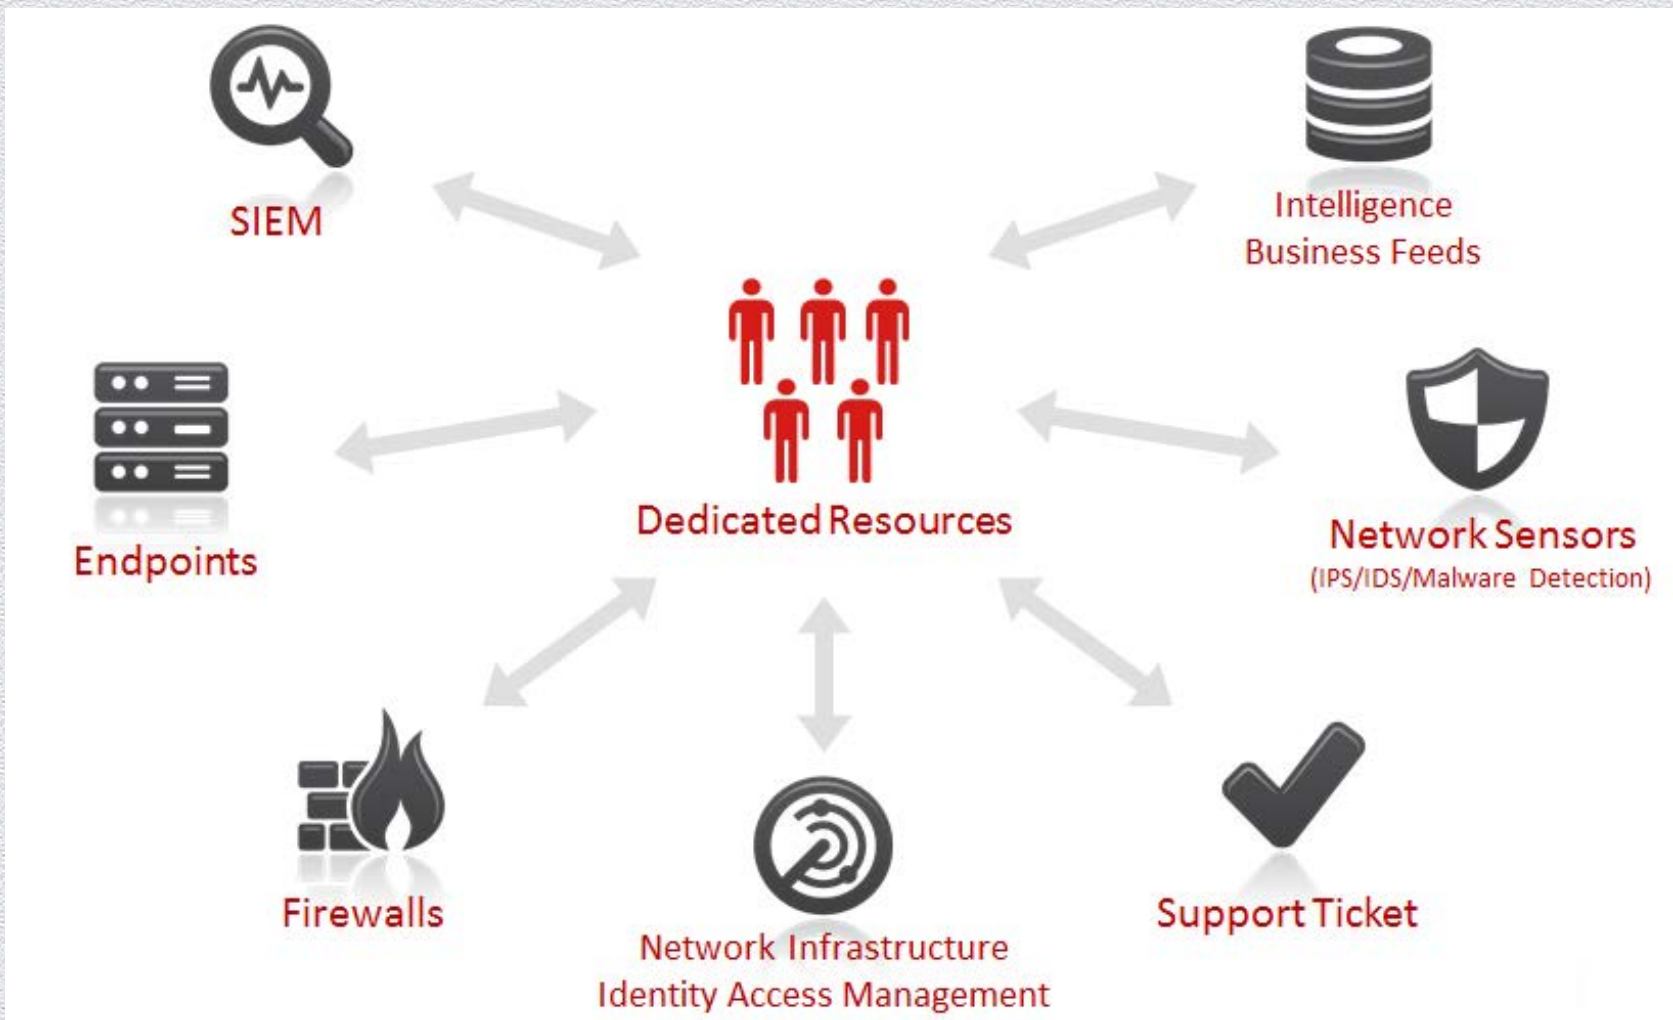 SIEM
Intelligence
Business Feeds
Dedicated Resources
Endpoints
Network Sensors
(IPS/IDS/Malware Detection)
Firewalls
Support Ticket
Network Infrastructure
Identity Access Management